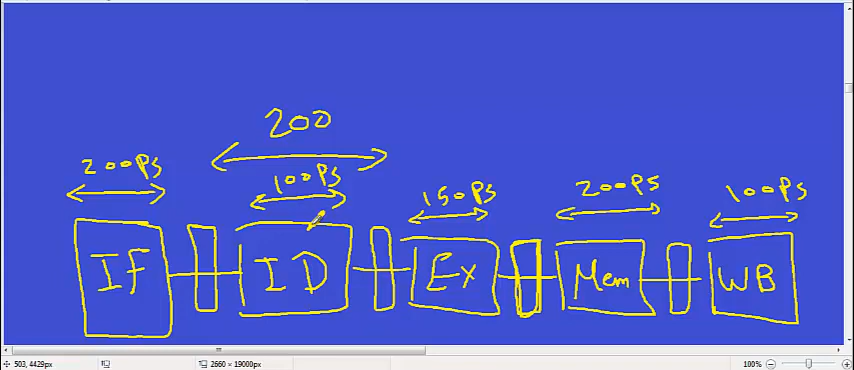 200
200PS
100PS
150PS
200PS
100PS
IF
ID
EX
Mem
WB
503, 4429px
2660 × 19000px
100%